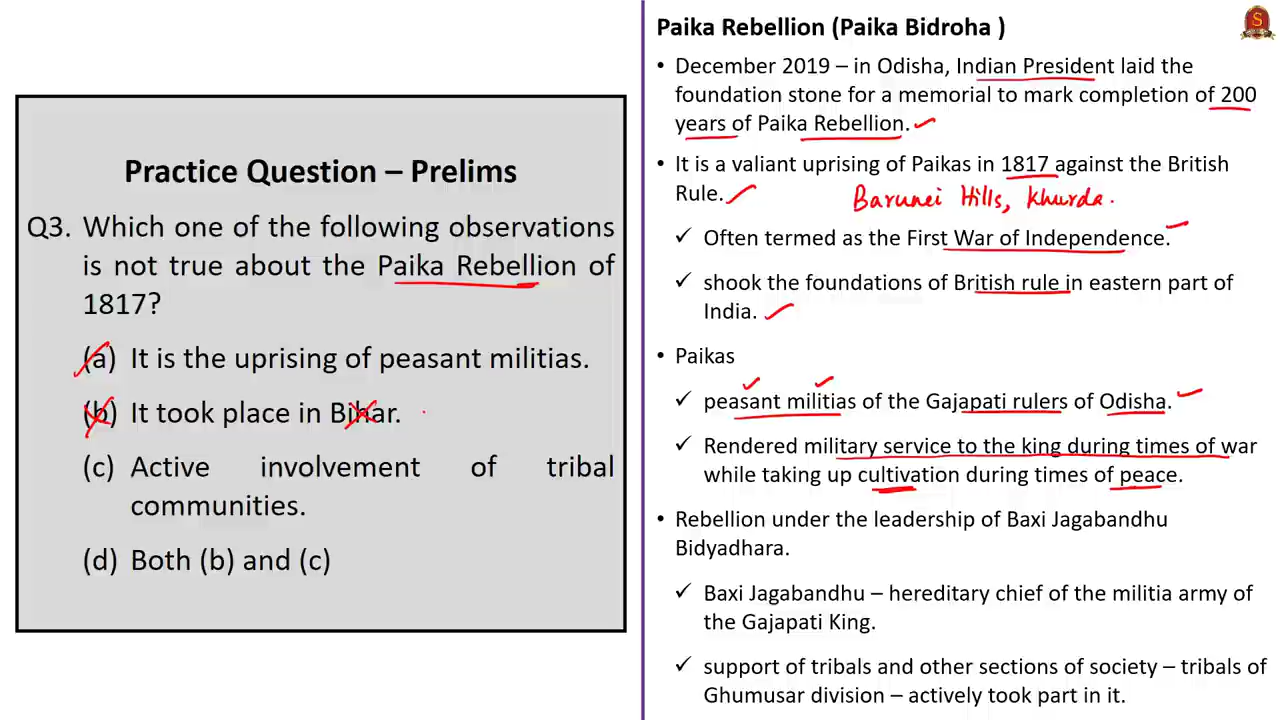 Practice Question – Prelims
Q3. Which one of the following observations
is not true about the Paika Rebellion of
1817?
(a) It is the uprising of peasant militias.
(b) It took place in Bihar.
(c) Active involvement of tribal
communities.
(d) Both (b) and (c)
Paika Rebellion (Paika Bidroha )
• December 2019 – in Odisha, Indian President laid the
foundation stone for a memorial to mark completion of 200
years of Paika Rebellion.
• It is a valiant uprising of Paikas in 1817 against the British
Rule.
Barunei Hills, Khurda.
✓ Often termed as the First War of Independence.
✓ shook the foundations of British rule in eastern part of
India.
• Paikas
✓ peasant militias of the Gajapati rulers of Odisha.
✓ Rendered military service to the king during times of war
while taking up cultivation during times of peace.
• Rebellion under the leadership of Baxi Jagabandhu
Bidyadhara.
✓ Baxi Jagabandhu – hereditary chief of the militia army of
the Gajapati King.
✓ support of tribals and other sections of society – tribals of
Ghumusar division – actively took part in it.